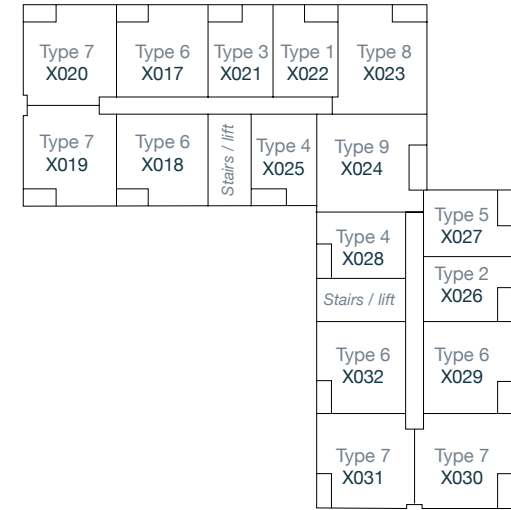 Type 7
X020
Type 6
X017
Type 3
X021
Type 1
X022
Type 8
X023
Type 7
X019
Type 6
X018
Stairs / lift
Type 4
X025
Type 9
X024
Type 5
X027
Type 4
X028
Type 2
X026
Stairs / lift
Type 6
X032
Type 6
X029
Type 7
X031
Type 7
X030